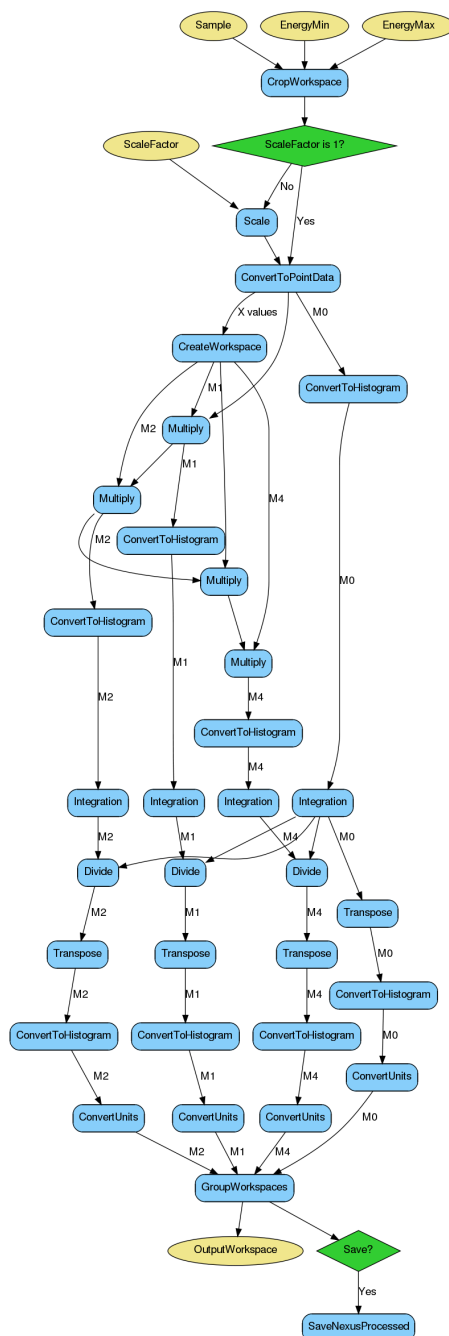 Sample
EnergyMin
EnergyMax
CropWorkspace
ScaleFactor
ScaleFactor is 1?
No
Yes
Scale
ConvertToPointData
X values
M0
CreateWorkspace
ConvertToHistogram
M1
M2
Multiply
M1
M4
Multiply
M2
ConvertToHistogram
Multiply
M0
ConvertToHistogram
M1
Multiply
M2
M4
ConvertToHistogram
M4
Integration
Integration
Integration
Integration
M2
M1
M4
M0
Divide
Divide
Divide
Transpose
M2
M1
M4
M0
Transpose
Transpose
Transpose
ConvertToHistogram
M2
M1
M4
M0
ConvertToHistogram
ConvertToHistogram
ConvertToHistogram
ConvertUnits
M2
M1
M4
M0
ConvertUnits
ConvertUnits
ConvertUnits
M2
M1
M4
GroupWorkspaces
OutputWorkspace
Save?
Yes
SaveNexusProcessed